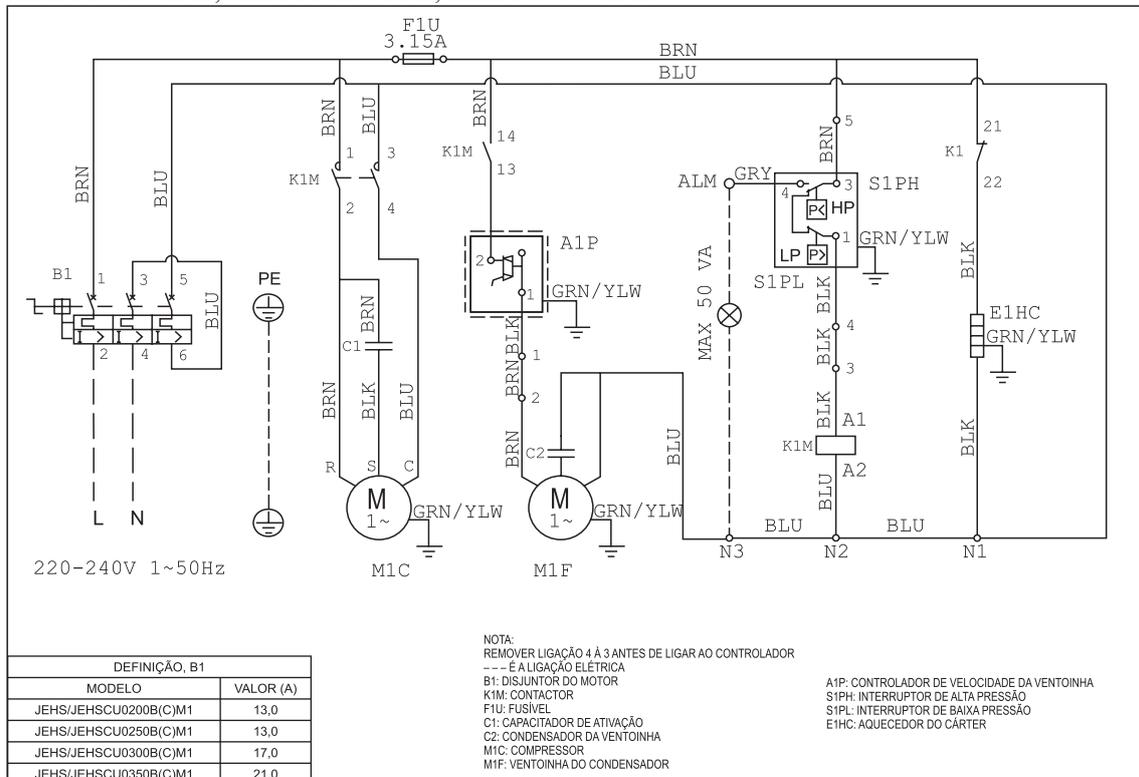 F1U
3.15A
BRN
BLU
BRN
BLU
BRN
BLU
BRN
14
K1M
13
5
BRN
21
K1
22
1
3
K1M
2
4
ALM
GRY
4
3
S1PH
P<
HP
LP
P>
1
GRN/YLW
S1PL
A1P
2
1
GRN/YLW
B1
1
3
5
BLU
2
4
6
PE
BRN
C1
BRN
BLK
BLU
BLK
1
BRN
2
BRN
C2
BLU
MAX 50 VA
BLK
4
BLK
3
BLK
A1
K1M
A2
BLU
BLK
E1HC
GRN/YLW
BLK
R
S
C
M
1~
GRN/YLW
M
1~
GRN/YLW
L
N
BLU
BLU
N3
N2
N1
220-240V 1~50Hz
M1C
M1F
DEFINIÇÃO, B1
MODELO VALOR (A)
JEHS/JEHSCU0200B(C)M1 13,0
JEHS/JEHSCU0250B(C)M1 13,0
JEHS/JEHSCU0300B(C)M1 17,0
JEHS/JEHSCU0350B(C)M1 21,0
NOTA:
REMOVER LIGAÇÃO 4 À 3 ANTES DE LIGAR AO CONTROLADOR
– – – É A LIGAÇÃO ELÉTRICA
B1: DISJUNTOR DO MOTOR
K1M: CONTACTOR
F1U: FUSÍVEL
C1: CAPACITADOR DE ATIVAÇÃO
C2: CONDENSADOR DA VENTOINHA
M1C: COMPRESSOR
M1F: VENTOINHA DO CONDENSADOR
A1P: CONTROLADOR DE VELOCIDADE DA VENTOINHA
S1PH: INTERRUPTOR DE ALTA PRESSÃO
S1PL: INTERRUPTOR DE BAIXA PRESSÃO
E1HC: AQUECEDOR DO CÁRTER